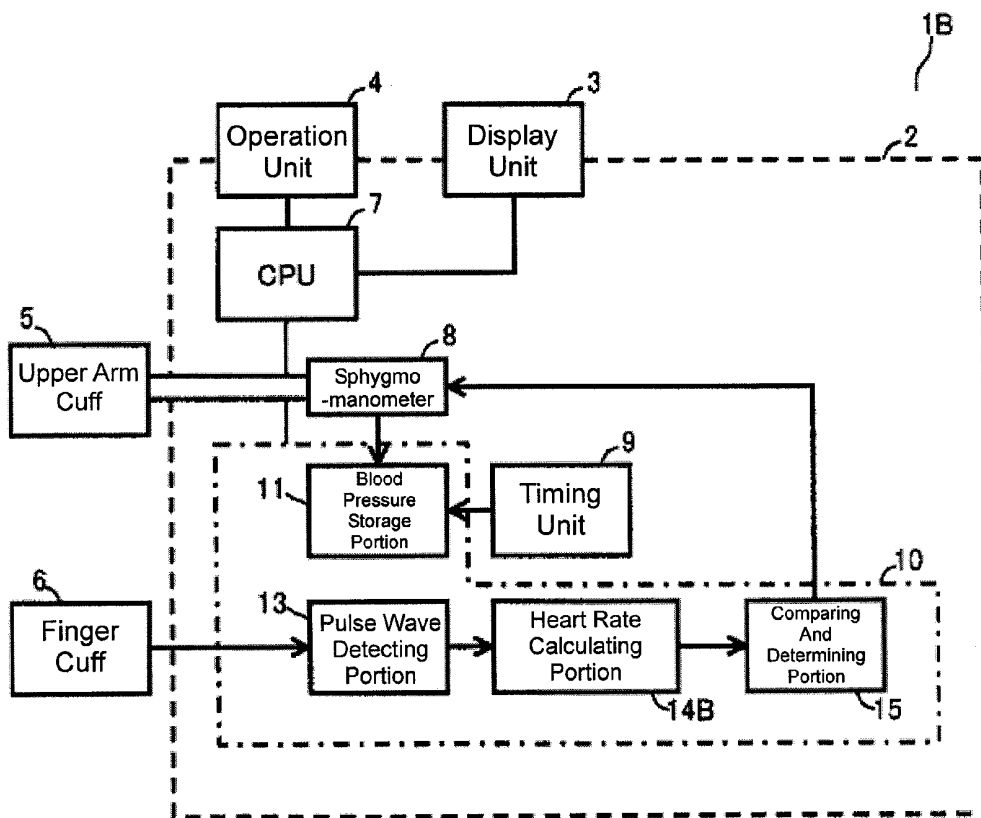 1B
4
3
Operation
Unit
Display
Unit
2
7
CPU
5
Upper Arm
Cuff
8
Sphygmo
-manometer
11
Blood
Pressure
Storage
Portion
9
Timing
Unit
10
6
Finger
Cuff
13
Pulse Wave
Detecting
Portion
Heart Rate
Calculating
Portion
14B
Comparing
And
Determining
Portion
15